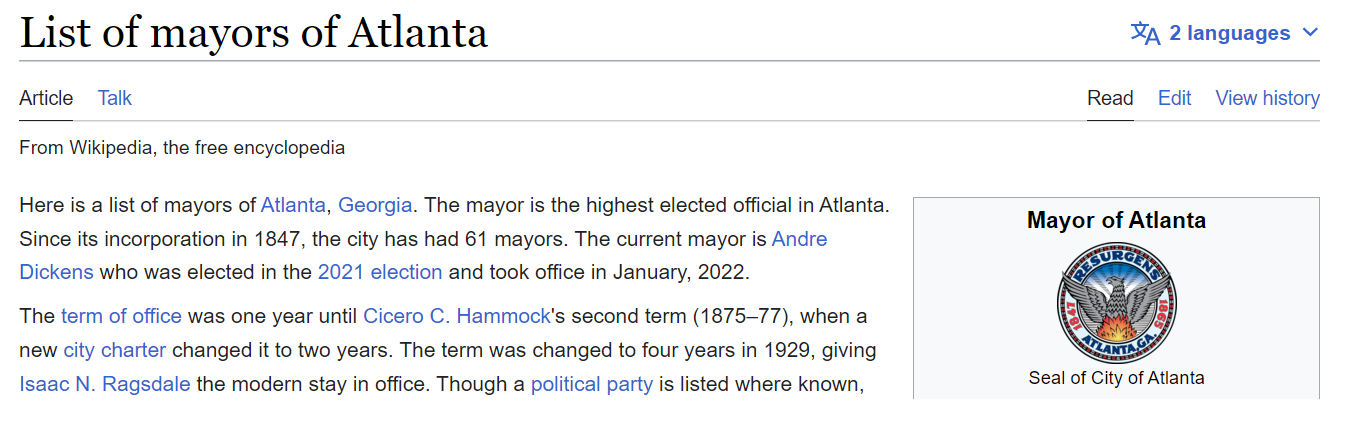 List of mayors of Atlanta
2 languages
Article Talk
Read Edit View history
From Wikipedia, the free encyclopedia
Here is a list of mayors of Atlanta, Georgia. The mayor is the highest elected official in Atlanta.
Since its incorporation in 1847, the city has had 61 mayors. The current mayor is Andre
Dickens who was elected in the 2021 election and took office in January, 2022.
The term of office was one year until Cicero C. Hammock's second term (1875–77), when a
new city charter changed it to two years. The term was changed to four years in 1929, giving
Isaac N. Ragsdale the modern stay in office. Though a political party is listed where known,
Mayor of Atlanta
RESURGENS
1847 1865
ATLANTA, GA.
Seal of City of Atlanta